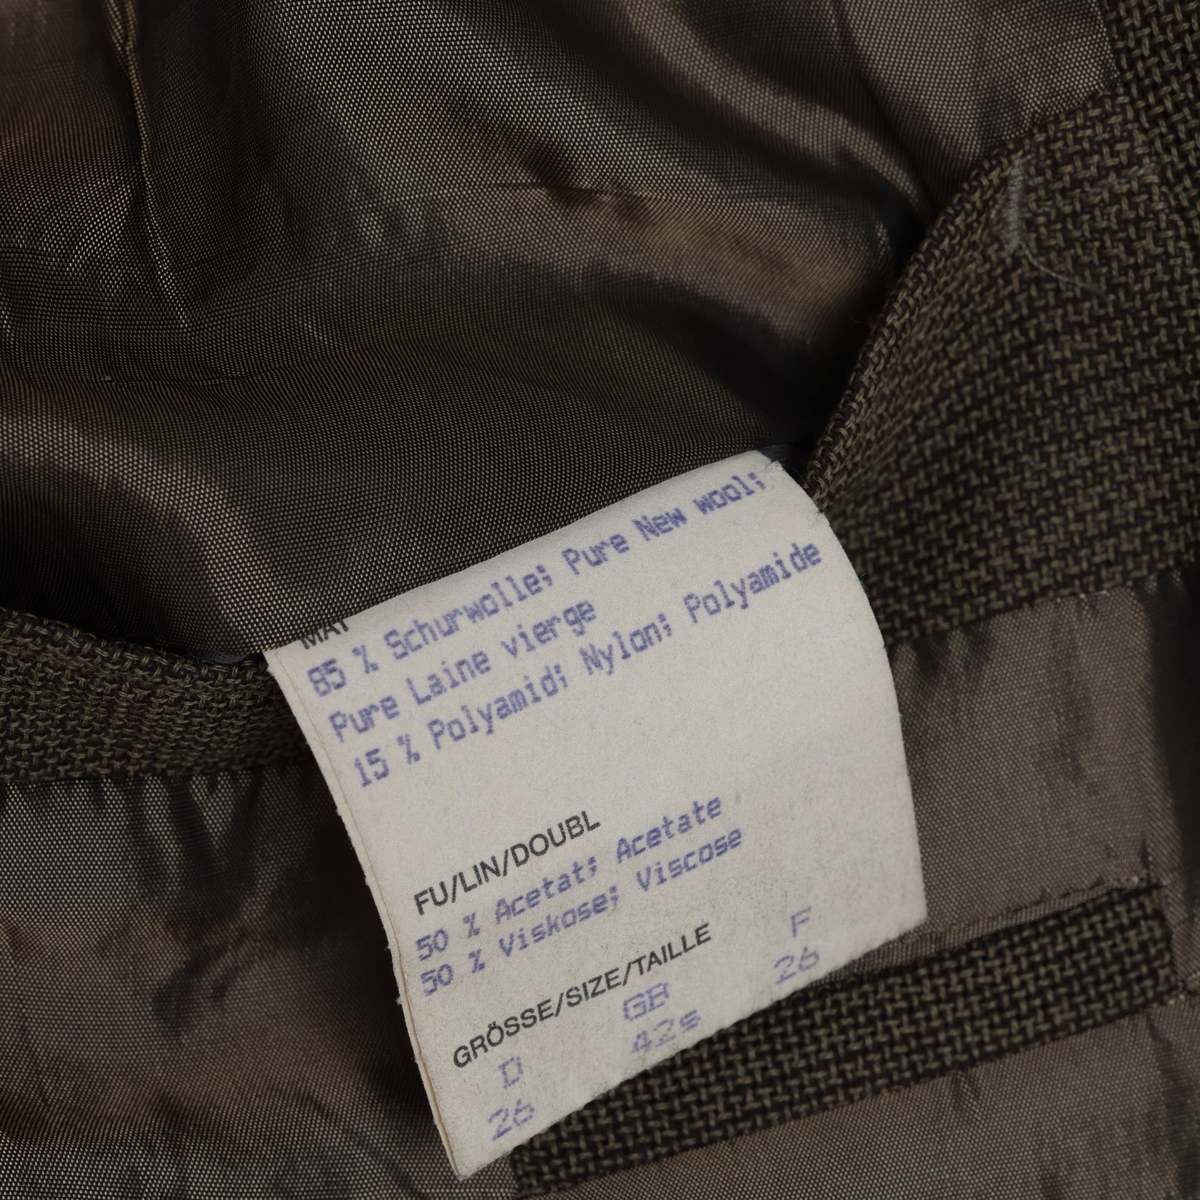 MAT
85 % Schurwolle; Pure New wool;
Pure Laine vierge
15 % Polyamid; Nylon; Polyamide
FU/LIN/DOUBL
50 % Acetat; Acetate
50 % Viskose; Viscose
GRÖSSE/SIZE/TAILLE
D GB F
26 42s 26